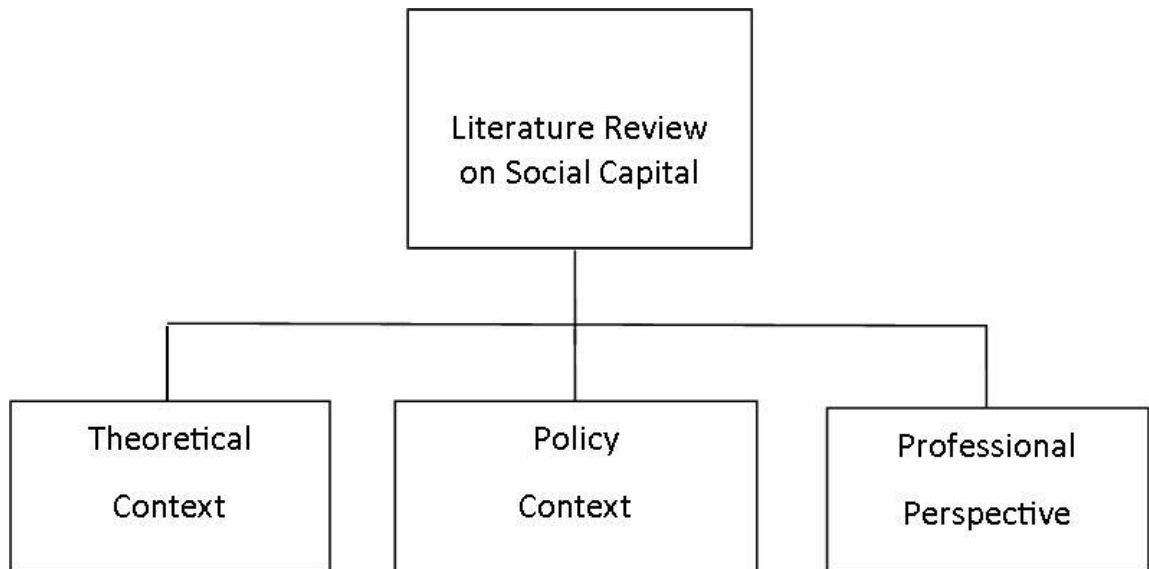 Literature Review
on Social Capital
Theoretical
Context
Policy
Context
Professional
Perspective